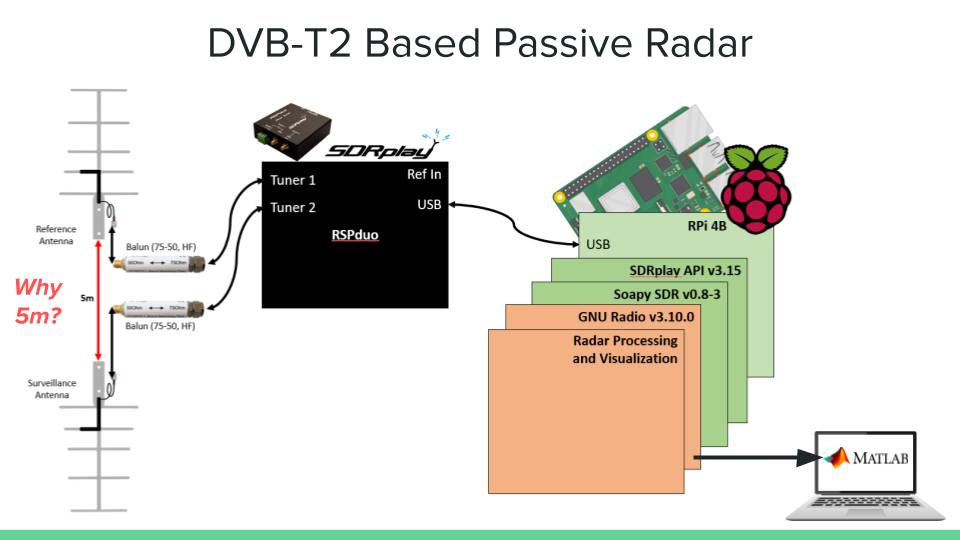 DVB-T2 Based Passive Radar
SDRplay
Tuner 1
Ref In
Tuner 2
USB
RSPduo
Reference
Antenna
Balun (75-50, HF)
50Ohm
75Ohm
Why
5m?
5m
50Ohm
75Ohm
Balun (75-50, HF)
Surveillance
Antenna
RPi 4B
USB
SDRplay API v3.15
Soapy SDR v0.8-3
GNU Radio v3.10.0
Radar Processing
and Visualization
MATLAB